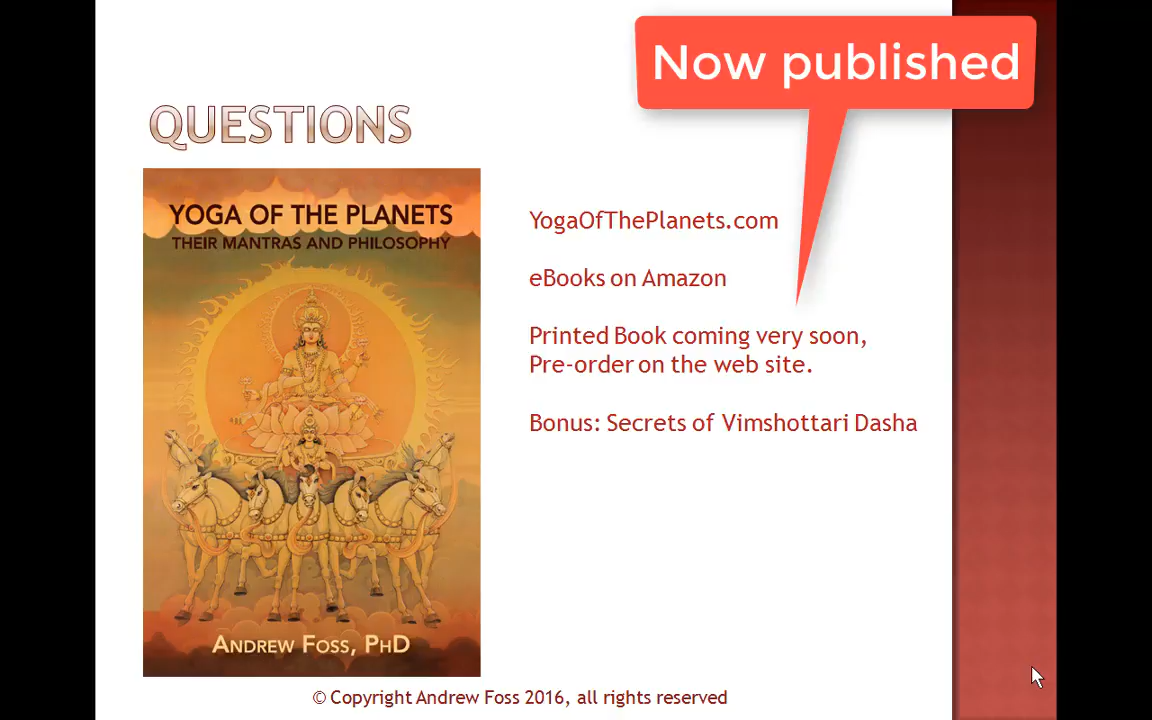 Now published
QUESTIONS
YOGA OF THE PLANETS
THEIR MANTRAS AND PHILOSOPHY
ANDREW FOSS, PHD
YogaOfThePlanets.com
eBooks on Amazon
Printed Book coming very soon,
Pre-order on the web site.
Bonus: Secrets of Vimshottari Dasha
© Copyright Andrew Foss 2016, all rights reserved